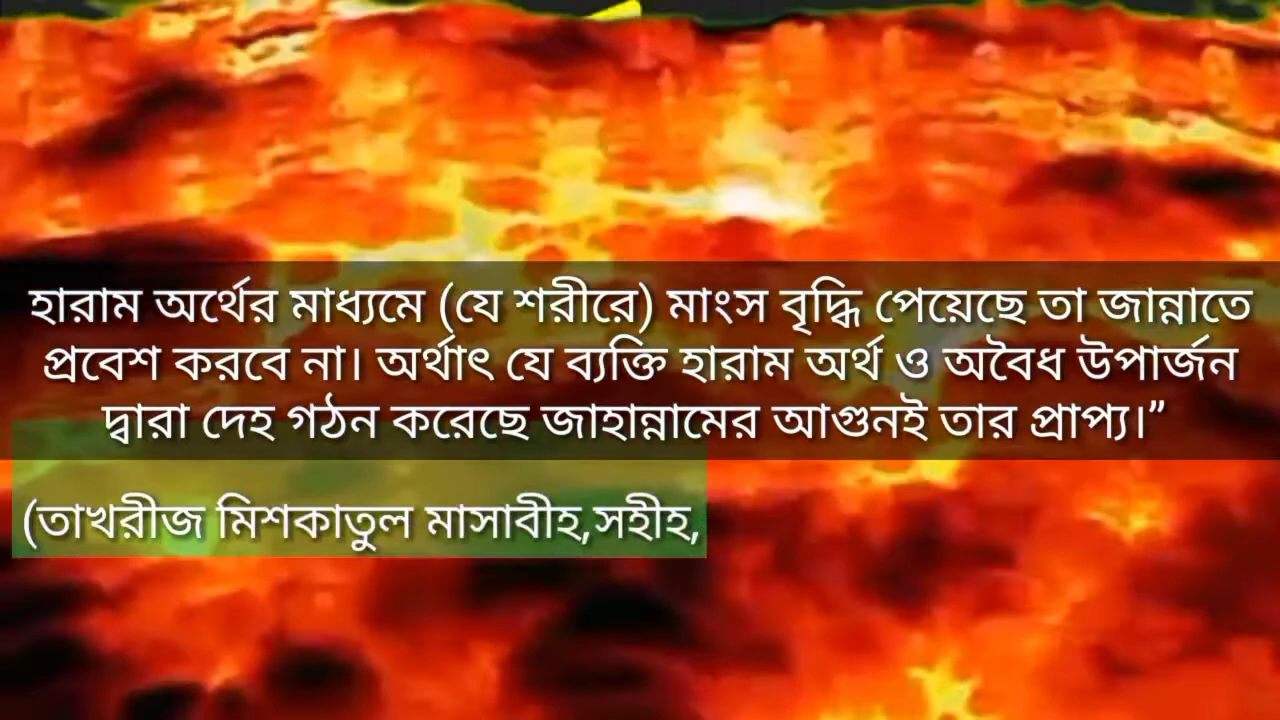 হারাম অর্থের মাধ্যমে (যে শরীরে) মাংস বৃদ্ধি পেয়েছে তা জান্নাতে
প্রবেশ করবে না। অর্থাৎ যে ব্যক্তি হারাম অর্থ ও অবৈধ উপার্জন
দ্বারা দেহ গঠন করেছে জাহান্নামের আগুনই তার প্রাপ্য।”
(তাখরীজ মিশকাতুল মাসাবীহ,সহীহ,